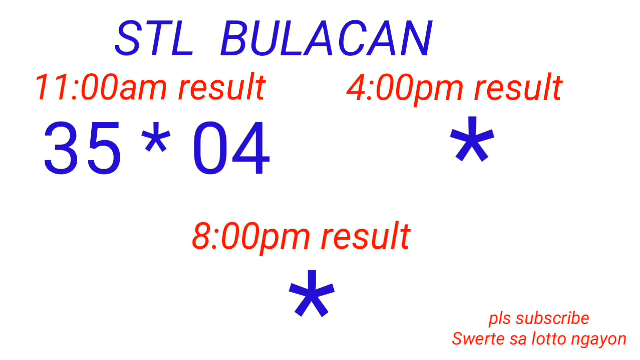 STL BULACAN
11:00am result
4:00pm result
35 * 04
*
8:00pm result
*
pls subscribe
Swerte sa lotto ngayon